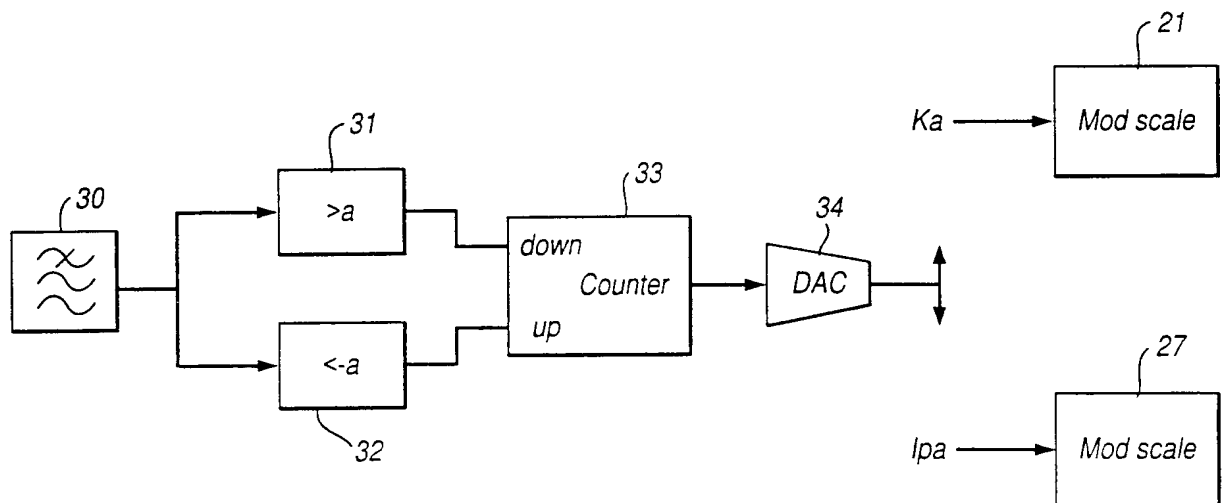 21
Ka
Mod scale
31
>a
30
33
down
Counter
up
34
DAC
<-a
32
27
Ipa
Mod scale